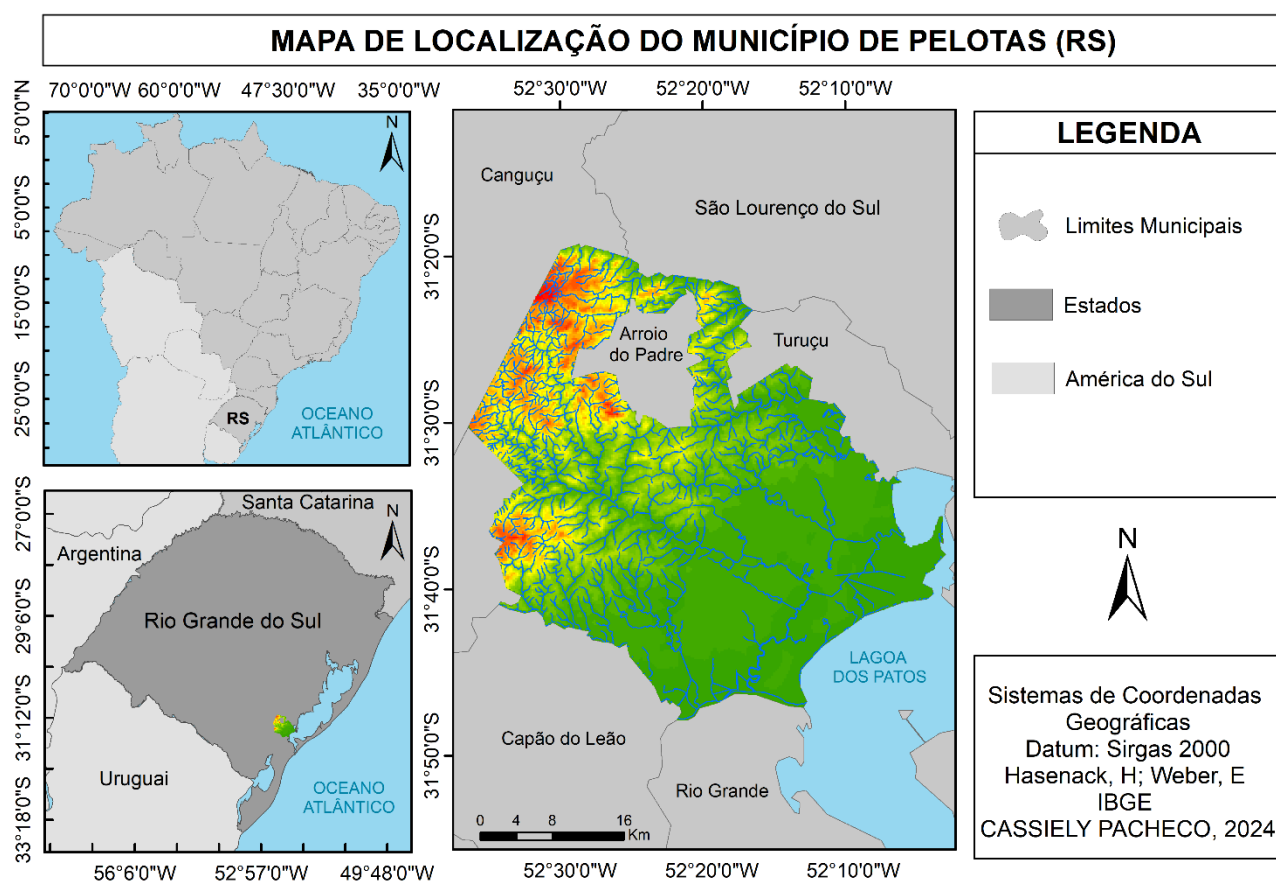 MAPA DE LOCALIZAÇÃO DO MUNICÍPIO DE PELOTAS (RS)
70°0'0"W 60°0'0"W 47°30'0"W 35°0'0"W
5°0'0"N
5°0'0"S
15°0'0"S
25°0'0"S
N
RS
OCEANO
ATLÂNTICO
27°0'0"S
29°6'0"S
31°12'0"S
33°18'0"S
Santa Catarina
N
Argentina
Rio Grande do Sul
Uruguai
OCEANO
ATLÂNTICO
56°6'0"W 52°57'0"W 49°48'0"W
52°30'0"W 52°20'0"W 52°10'0"W
31°20'0"S
31°30'0"S
31°40'0"S
31°50'0"S
Canguçu
São Lourenço do Sul
Arroio
do Padre
Turuçu
LAGOA
DOS PATOS
Capão do Leão
Rio Grande
0 4 8 16
Km
52°30'0"W 52°20'0"W 52°10'0"W
LEGENDA
Limites Municipais
Estados
América do Sul
N
Sistemas de Coordenadas
Geográficas
Datum: Sirgas 2000
Hasenack, H; Weber, E
IBGE
CASSIELY PACHECO, 2024